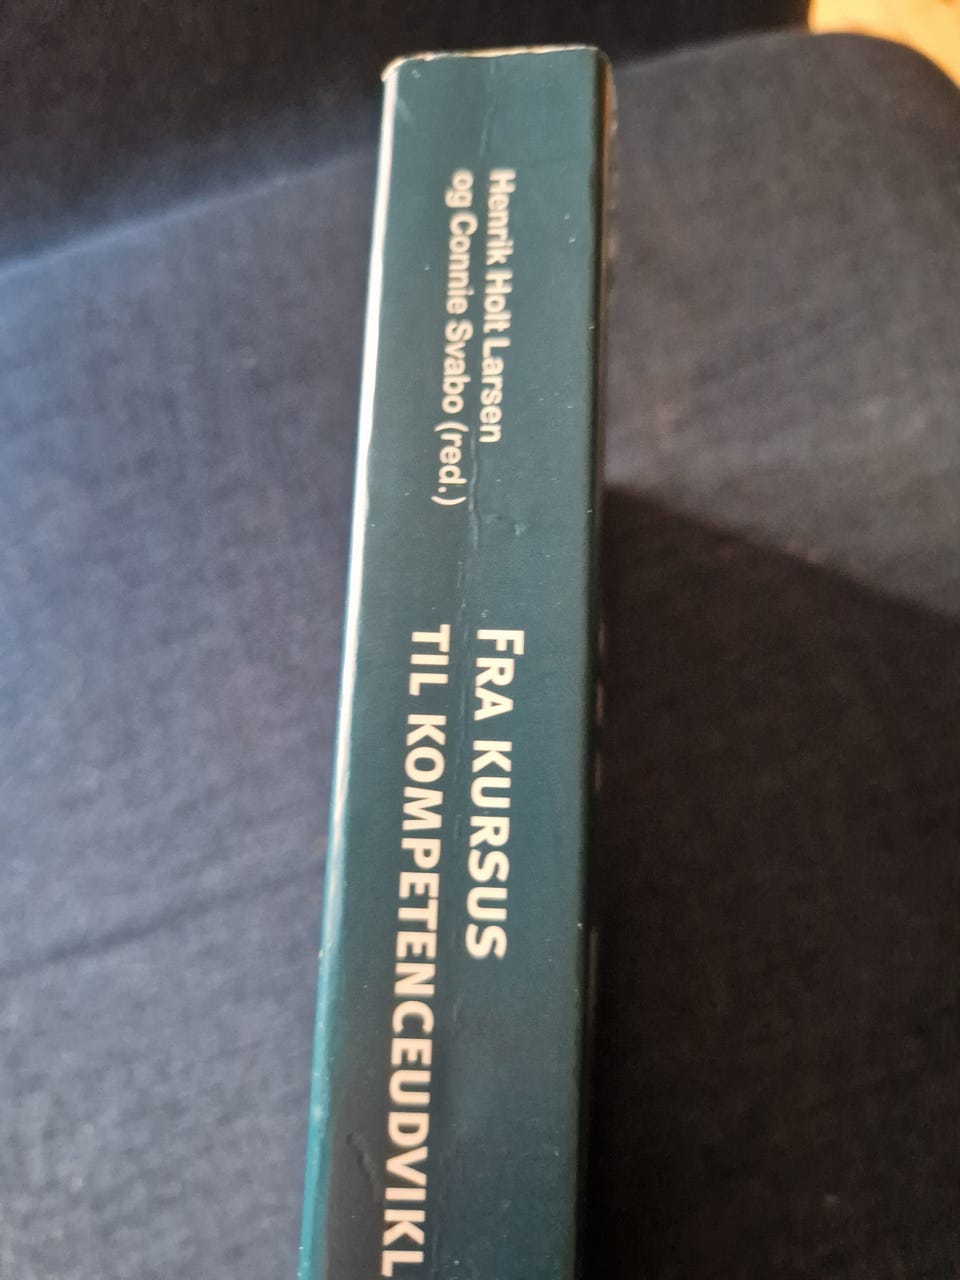 Henrik Holt Larsen
og Connie Svabo (red.)
FRA KURSUS
TIL KOMPETENCEUDVIKL